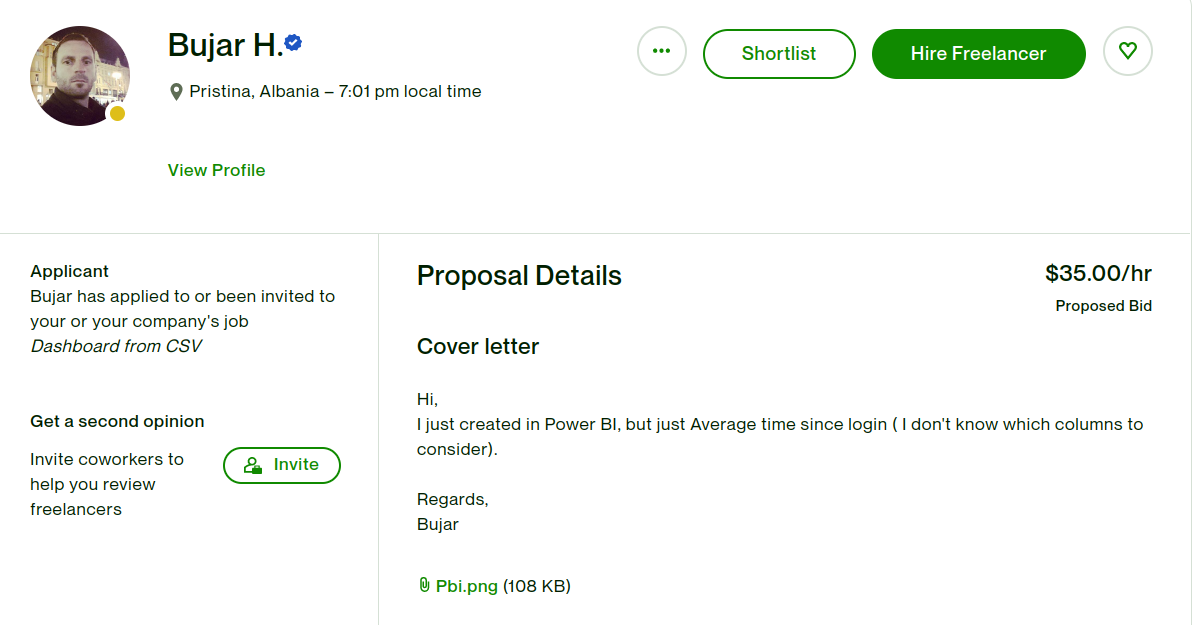 Bujar H.
Pristina, Albania – 7:01 pm local time
Shortlist
Hire Freelancer
View Profile
Applicant
Bujar has applied to or been invited to
your or your company's job
Dashboard from CSV
Get a second opinion
Invite coworkers to
help you review
freelancers
Invite
Proposal Details
$35.00/hr
Proposed Bid
Cover letter
Hi,
I just created in Power BI, but just Average time since login ( I don't know which columns to
consider).
Regards,
Bujar
Pbi.png (108 KB)